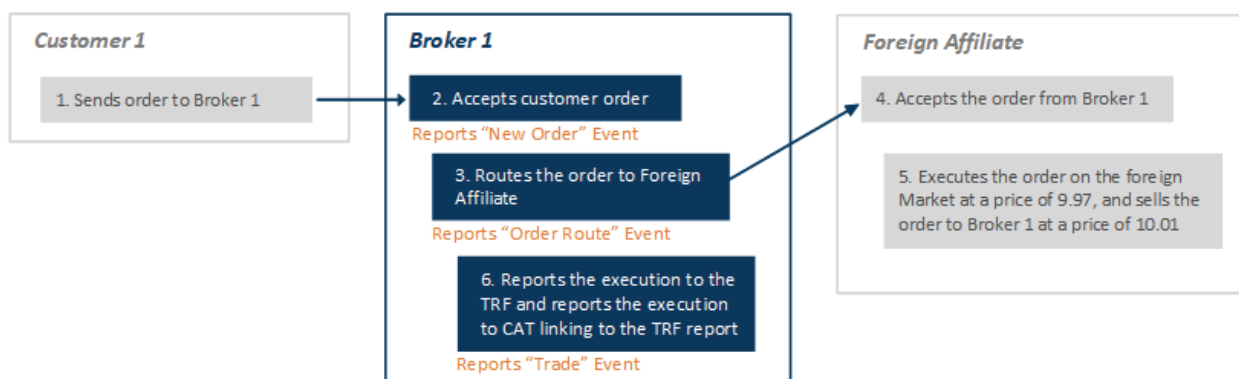 Customer 1
1. Sends order to Broker 1
Broker 1
2. Accepts customer order
Reports “New Order” Event
3. Routes the order to Foreign
Affiliate
Reports “Order Route” Event
6. Reports the execution to the
TRF and reports the execution
to CAT linking to the TRF report
Reports “Trade” Event
Foreign Affiliate
4. Accepts the order from Broker 1
5. Executes the order on the foreign
Market at a price of 9.97, and sells the
order to Broker 1 at a price of 10.01